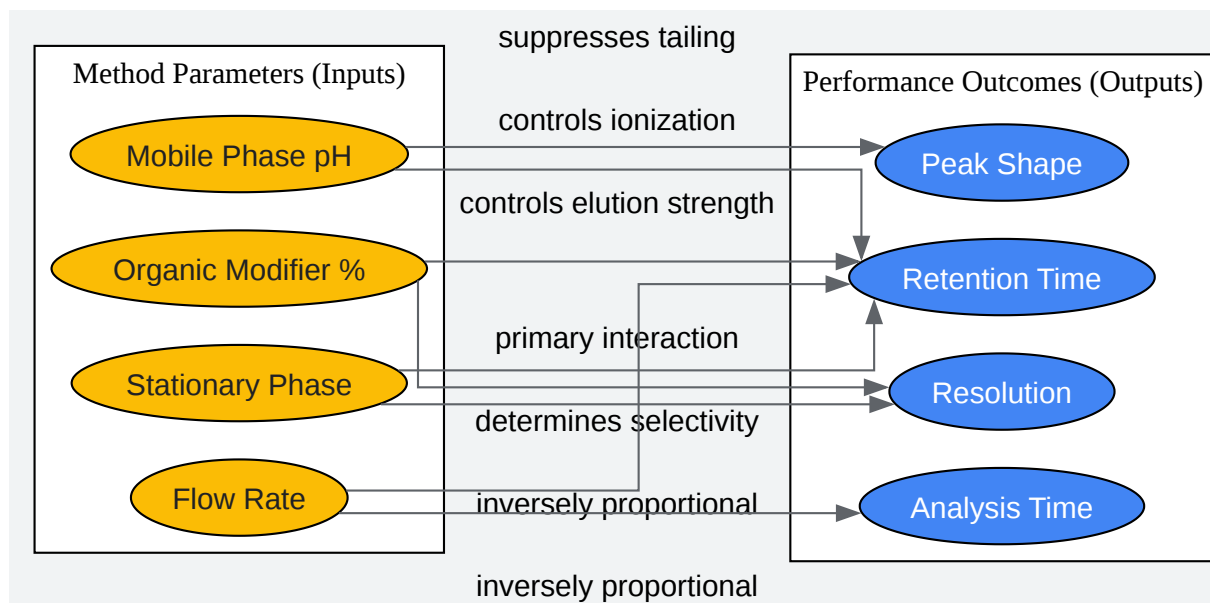 suppresses tailing
Method Parameters (Inputs)
Performance Outcomes (Outputs)
controls ionization
Mobile Phase pH
Peak Shape
controls elution strength
Organic Modifier %
Retention Time
primary interaction
Stationary Phase
Resolution
determines selectivity
Flow Rate
inversely proportional
Analysis Time
inversely proportional